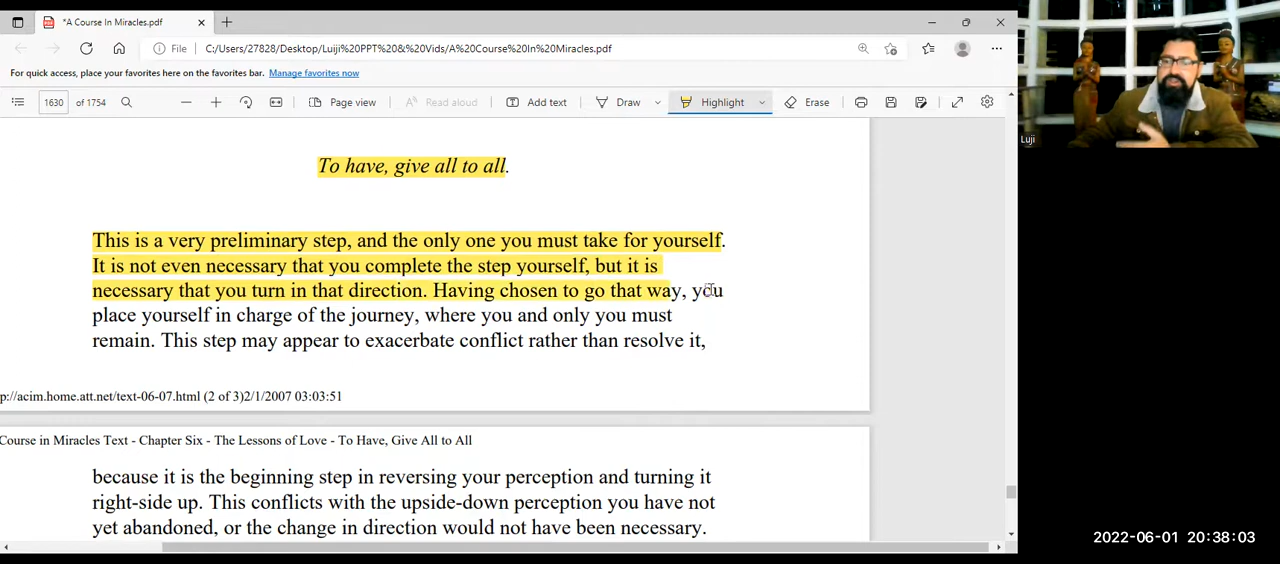 *A Course In Miracles.pdf
File
C:/Users/27828/Desktop/Luiji%20PPT%20&%20Vids/A%20Course%20In%20Miracles.pdf
For quick access, place your favorites here on the favorites bar. Manage favorites now
1630 of 1754
Page view
Read aloud
Add text
Draw
Highlight
Erase
Luji
To have, give all to all.
This is a very preliminary step, and the only one you must take for yourself.
It is not even necessary that you complete the step yourself, but it is
necessary that you turn in that direction. Having chosen to go that way, you
place yourself in charge of the journey, where you and only you must
remain. This step may appear to exacerbate conflict rather than resolve it,
p://acim.home.att.net/text-06-07.html (2 of 3)2/1/2007 03:03:51
Course in Miracles Text - Chapter Six - The Lessons of Love - To Have, Give All to All
because it is the beginning step in reversing your perception and turning it
right-side up. This conflicts with the upside-down perception you have not
yet abandoned, or the change in direction would not have been necessary.
2022-06-01 20:38:03